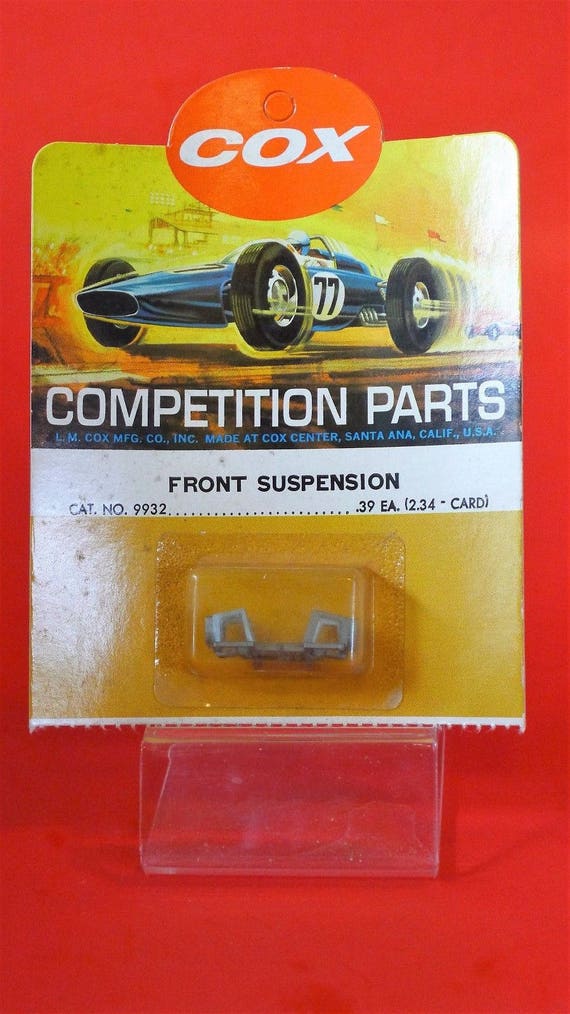 COX
77
COMPETITION PARTS
L. M. COX MFG. CO., INC. MADE AT COX CENTER, SANTA ANA, CALIF., U.S.A.
FRONT SUSPENSION
CAT. NO. 9932........................ .39 EA. (2.34 - CARD)